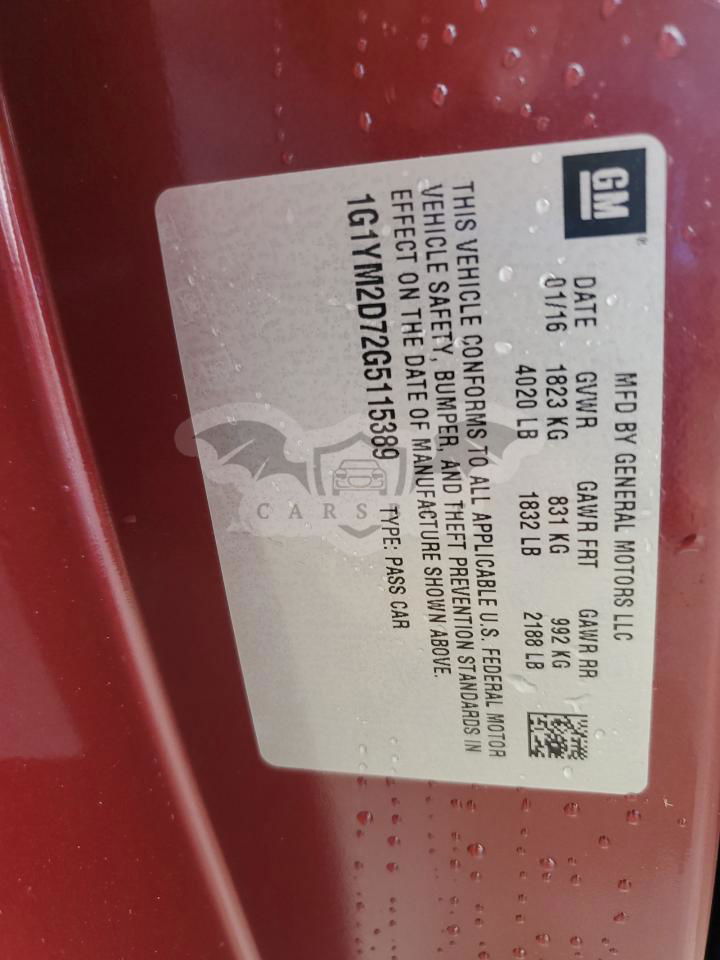 GM®
MFD BY GENERAL MOTORS LLC
DATE GVWR GAWR FRT GAWR RR
01/16 1823 KG 831 KG 992 KG
4020 LB 1832 LB 2188 LB
THIS VEHICLE CONFORMS TO ALL APPLICABLE U.S. FEDERAL MOTOR
VEHICLE SAFETY, BUMPER, AND THEFT PREVENTION STANDARDS IN
EFFECT ON THE DATE OF MANUFACTURE SHOWN ABOVE.
1G1YM2D72G5115389 TYPE: PASS CAR